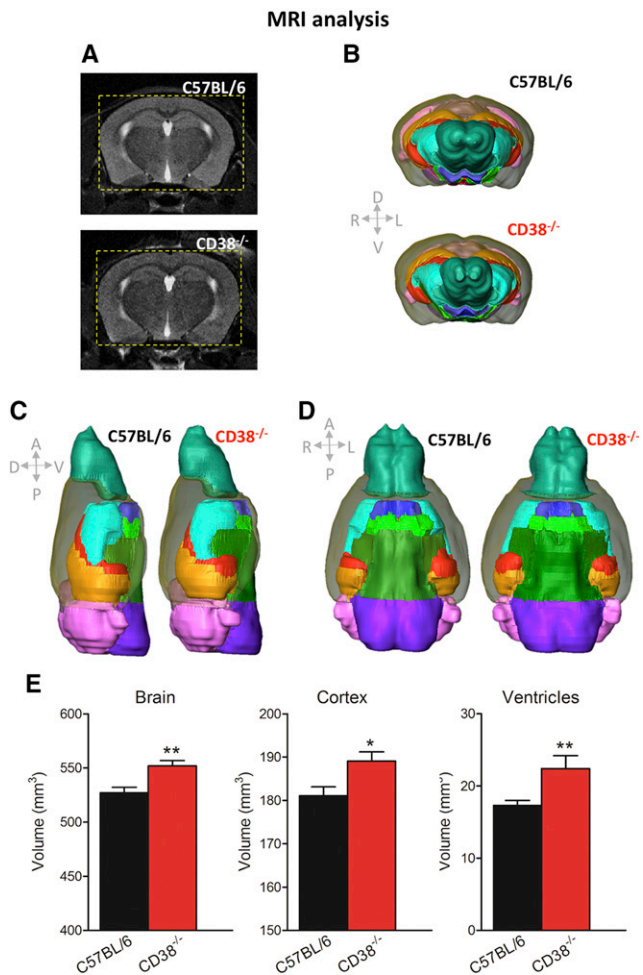 MRI analysis
A
C57BL/6
CD38-/-
B
C57BL/6
D
R L
V
CD38-/-
C
A
D V
P
C57BL/6
CD38-/-
D
A
R L
P
C57BL/6
CD38-/-
E
Brain
Volume (mm³)
600
550
500
450
400
**
C57BL/6
CD38-/-
Cortex
Volume (mm³)
200
190
180
170
160
150
*
C57BL/6
CD38-/-
Ventricles
Volume (mm³)
30
20
10
0
**
C57BL/6
CD38-/-